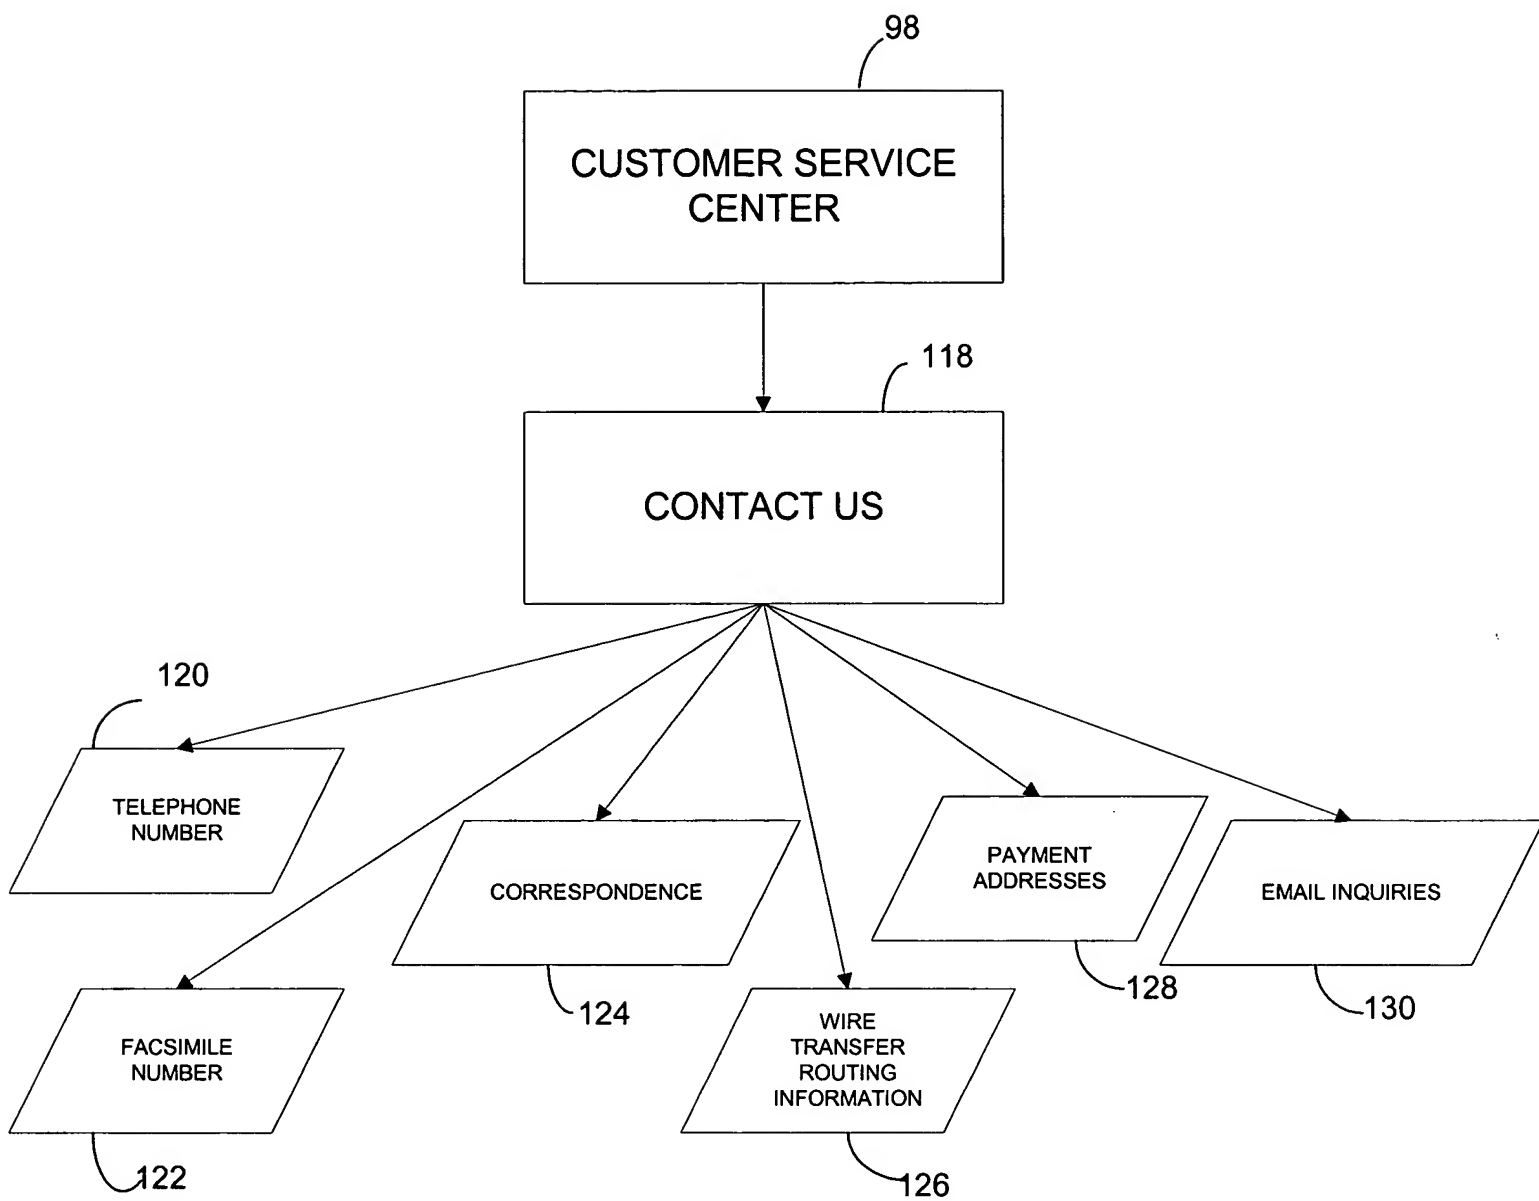 98
CUSTOMER SERVICE
CENTER
118
CONTACT US
120
TELEPHONE
NUMBER
CORRESPONDENCE
PAYMENT
ADDRESSES
EMAIL INQUIRIES
124
128
130
FACSIMILE
NUMBER
WIRE
TRANSFER
ROUTING
INFORMATION
122
126